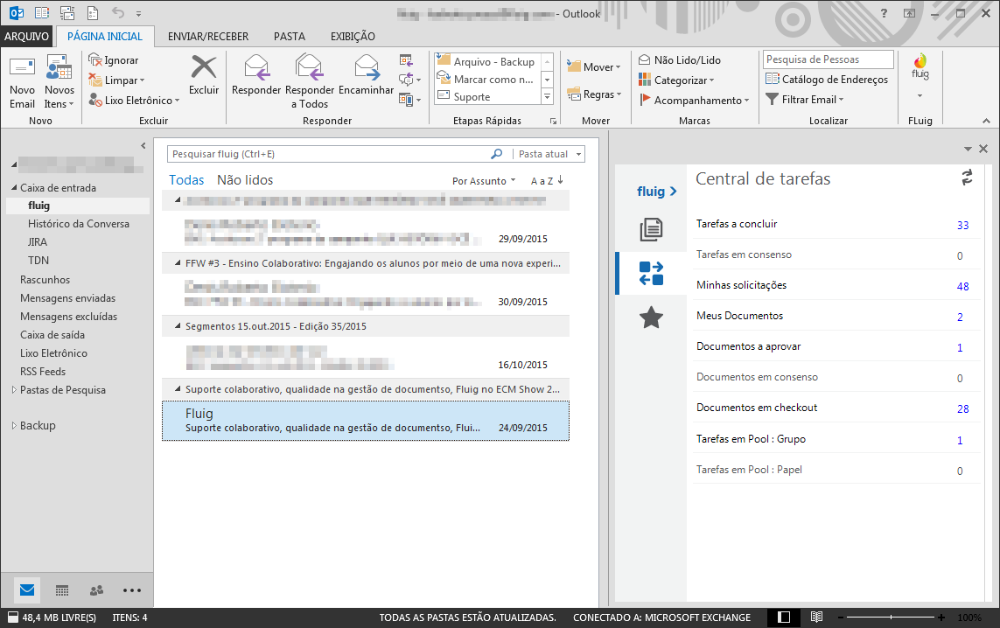 - Outlook
?
ARQUIVO PÁGINA INICIAL ENVIAR/RECEBER PASTA EXIBIÇÃO
Novo Email
Novos Itens
Novo
Ignorar
Limpar
Lixo Eletrônico
Excluir
Excluir
Responder
Responder a Todos
Encaminhar
Responder
Arquivo - Backup
Marcar como n...
Suporte
Etapas Rápidas
Mover
Regras
Mover
Não Lido/Lido
Categorizar
Acompanhamento
Marcas
Pesquisa de Pessoas
Catálogo de Endereços
Filtrar Email
Localizar
fluig
FLuig
Caixa de entrada
fluig
Histórico da Conversa
JIRA
TDN
Rascunhos
Mensagens enviadas
Mensagens excluídas
Caixa de saída
Lixo Eletrônico
RSS Feeds
Pastas de Pesquisa
Backup
Pesquisar fluig (Ctrl+E) Pasta atual
Todas Não lidos Por Assunto A a Z
29/09/2015
FFW #3 - Ensino Colaborativo: Engajando os alunos por meio de uma nova experi...
30/09/2015
Segmentos 15.out.2015 - Edição 35/2015
16/10/2015
Suporte colaborativo, qualidade na gestão de documentso, Fluig no ECM Show 2...
Fluig
Suporte colaborativo, qualidade na gestão de documentso, Flui... 24/09/2015
fluig
Central de tarefas
Tarefas a concluir 33
Tarefas em consenso 0
Minhas solicitações 48
Meus Documentos 2
Documentos a aprovar 1
Documentos em consenso 0
Documentos em checkout 28
Tarefas em Pool : Grupo 1
Tarefas em Pool : Papel 0
48,4 MB LIVRE(S) ITENS: 4 TODAS AS PASTAS ESTÃO ATUALIZADAS. CONECTADO A: MICROSOFT EXCHANGE 100%